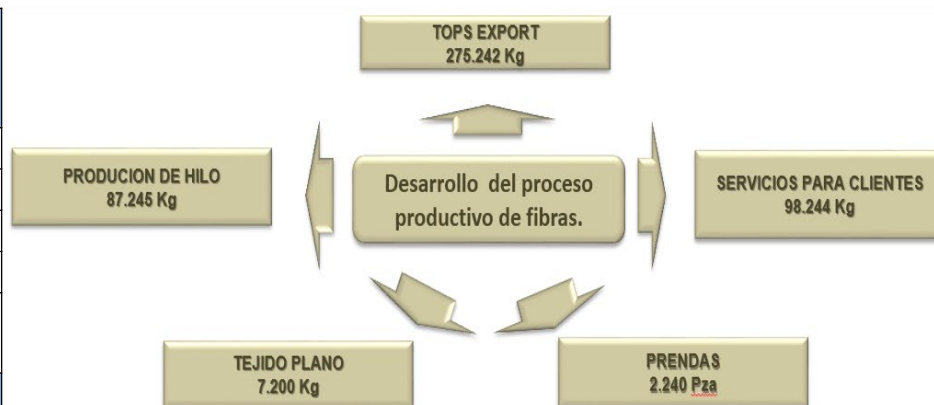 TOPS EXPORT
275.242 Kg
PRODUCION DE HILO
87.245 Kg
Desarrollo del proceso
productivo de fibras.
SERVICIOS PARA CLIENTES
98.244 Kg
TEJIDO PLANO
7.200 Kg
PRENDAS
2.240 Pza